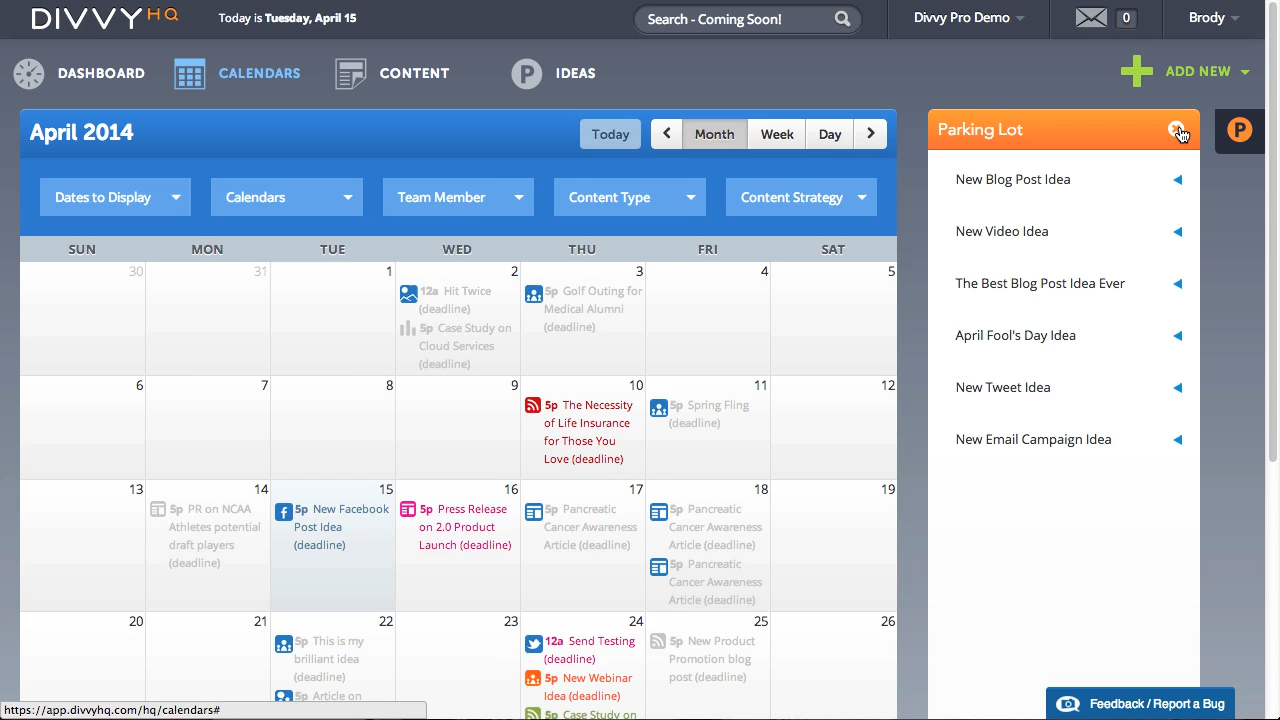 DIVVYHQ
Today is Tuesday, April 15
Search - Coming Soon!
Divvy Pro Demo
0
Brody
DASHBOARD
CALENDARS
CONTENT
P
IDEAS
ADD NEW
April 2014
Today
Month
Week
Day
Dates to Display
Calendars
Team Member
Content Type
Content Strategy
SUN
MON
TUE
WED
THU
FRI
SAT
30
31
1
2
12a Hit Twice
(deadline)
5p Case Study on
Cloud Services
(deadline)
3
5p Golf Outing for
Medical Alumni
(deadline)
4
5
6
7
8
9
10
5p The Necessity
of Life Insurance
for Those You
Love (deadline)
11
5p Spring Fling
(deadline)
12
13
14
5p PR on NCAA
Athletes potential
draft players
(deadline)
15
5p New Facebook
Post Idea
(deadline)
16
5p Press Release
on 2.0 Product
Launch (deadline)
17
5p Pancreatic
Cancer Awareness
Article (deadline)
18
5p Pancreatic
Cancer Awareness
Article (deadline)
5p Pancreatic
Cancer Awareness
Article (deadline)
19
20
21
22
5p This is my
brilliant idea
(deadline)
5p Article on
23
24
12a Send Testing
(deadline)
5p New Webinar
Idea (deadline)
5p Case Study on
25
5p New Product
Promotion blog
post (deadline)
26
Parking Lot
P
New Blog Post Idea
New Video Idea
The Best Blog Post Idea Ever
April Fool's Day Idea
New Tweet Idea
New Email Campaign Idea
https://app.divvyhq.com/hq/calendars#
Feedback / Report a Bug